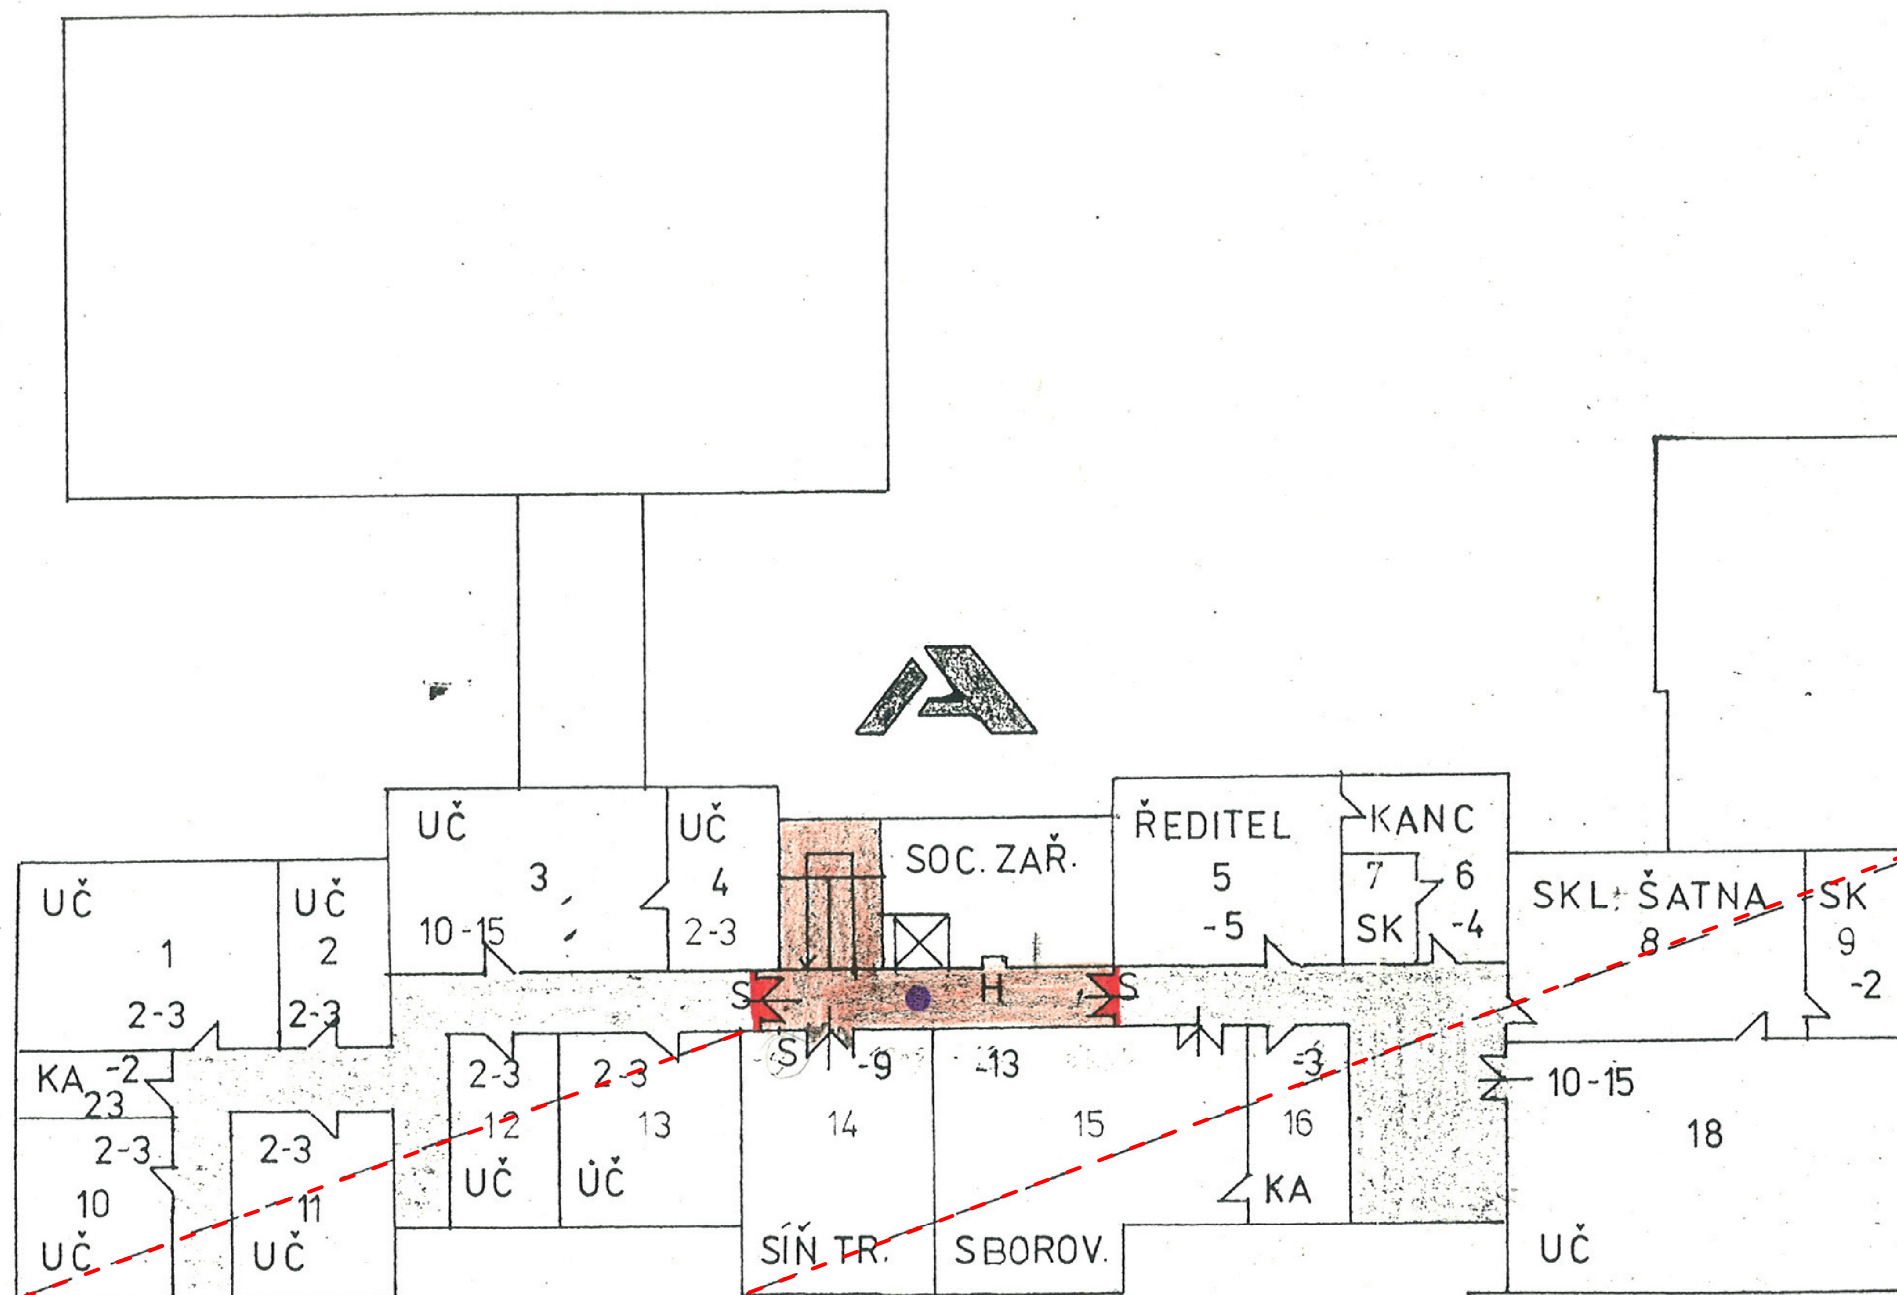 A
UČ
3
10-15
UČ
4
2-3
SOC. ZAŘ.
ŘEDITEL
5
-5
KANC
7
6
SK
-4
SKL. ŠATNA
8
SK
9
-2
UČ
1
2-3
UČ
2
2-3
S
H
S
S
KA
-2
23
2-3
10
UČ
2-3
11
UČ
2-3
12
UČ
2-3
13
UČ
-9
14
SÍŇ TR.
-13
15
SBOROV.
-3
16
KA
10-15
18
UČ